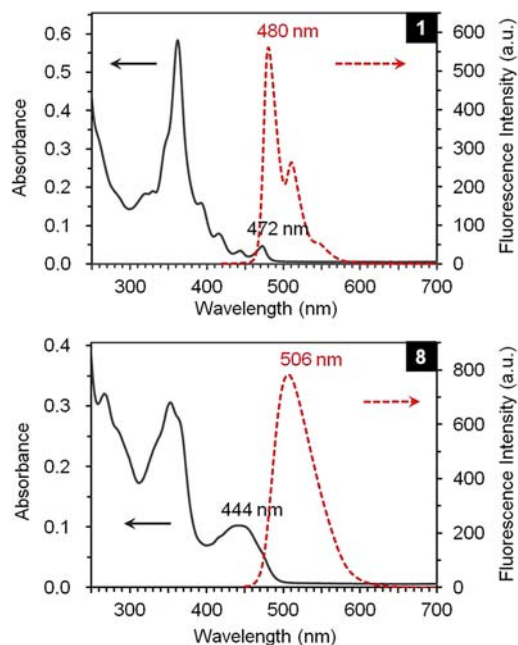 1
480 nm
472 nm
Absorbance
0.6
0.5
0.4
0.3
0.2
0.1
0.0
Fluorescence Intensity (a.u.)
600
500
400
300
200
100
0
300 400 500 600 700
Wavelength (nm)
8
506 nm
444 nm
Absorbance
0.4
0.3
0.2
0.1
0.0
Fluorescence Intensity (a.u.)
800
600
400
200
0
300 400 500 600 700
Wavelength (nm)